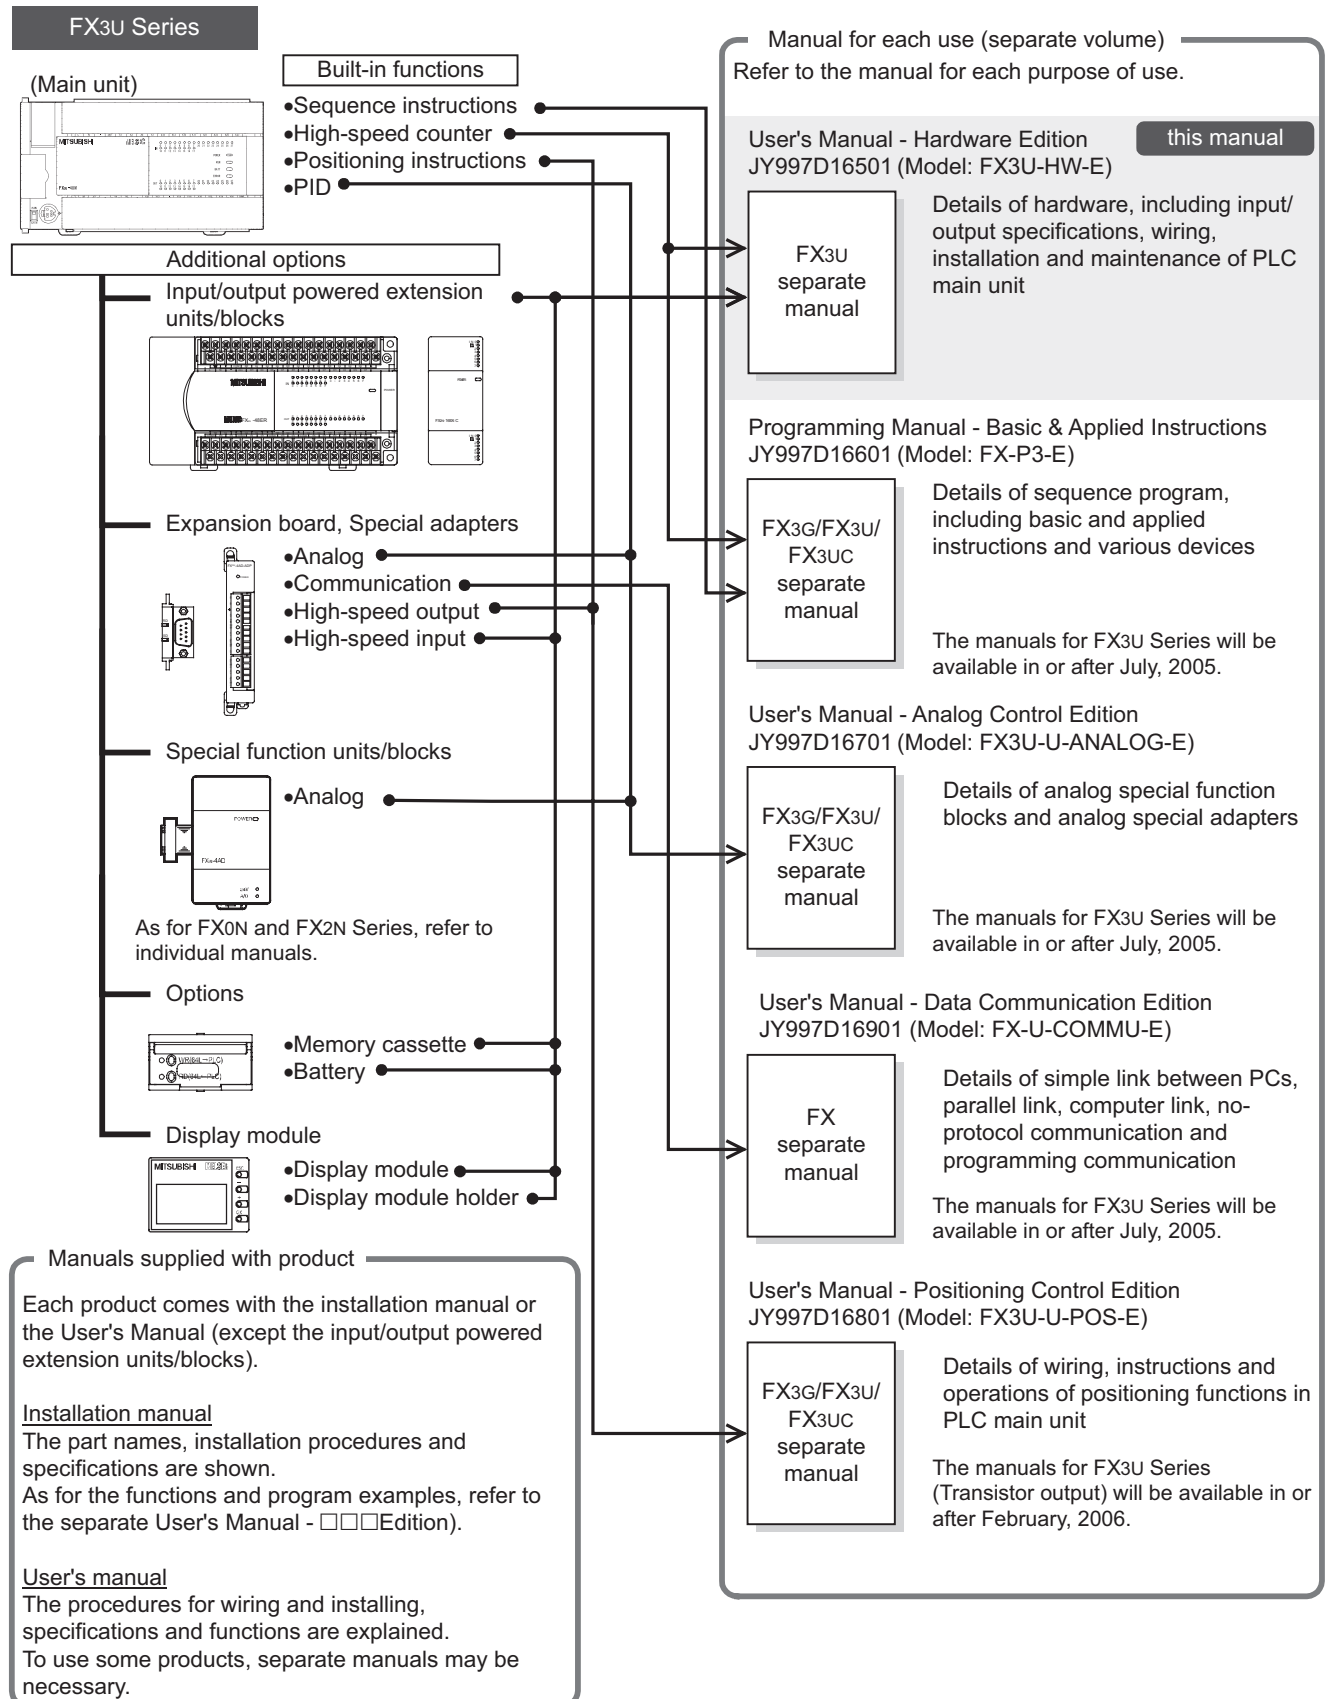 FX3U Series
(Main unit)
MITSUBISHI
Built-in functions
•Sequence instructions
•High-speed counter
•Positioning instructions
•PID
Additional options
Input/output powered extension
units/blocks
MITSUBISHI
Expansion board, Special adapters
•Analog
•Communication
•High-speed output
•High-speed input
Special function units/blocks
•Analog
POWER
As for FX0N and FX2N Series, refer to
individual manuals.
Options
•Memory cassette
•Battery
Display module
MITSUBISHI
•Display module
•Display module holder
Manuals supplied with product
Each product comes with the installation manual or
the User's Manual (except the input/output powered
extension units/blocks).
Installation manual
The part names, installation procedures and
specifications are shown.
As for the functions and program examples, refer to
the separate User's Manual - □□□Edition).
User's manual
The procedures for wiring and installing,
specifications and functions are explained.
To use some products, separate manuals may be
necessary.
Manual for each use (separate volume)
Refer to the manual for each purpose of use.
User's Manual - Hardware Edition
this manual
JY997D16501 (Model: FX3U-HW-E)
FX3U
separate
manual
Details of hardware, including input/
output specifications, wiring,
installation and maintenance of PLC
main unit
Programming Manual - Basic & Applied Instructions
JY997D16601 (Model: FX-P3-E)
FX3G/FX3U/
FX3UC
separate
manual
Details of sequence program,
including basic and applied
instructions and various devices
The manuals for FX3U Series will be
available in or after July, 2005.
User's Manual - Analog Control Edition
JY997D16701 (Model: FX3U-U-ANALOG-E)
FX3G/FX3U/
FX3UC
separate
manual
Details of analog special function
blocks and analog special adapters
The manuals for FX3U Series will be
available in or after July, 2005.
User's Manual - Data Communication Edition
JY997D16901 (Model: FX-U-COMMU-E)
FX
separate
manual
Details of simple link between PCs,
parallel link, computer link, no-
protocol communication and
programming communication
The manuals for FX3U Series will be
available in or after July, 2005.
User's Manual - Positioning Control Edition
JY997D16801 (Model: FX3U-U-POS-E)
FX3G/FX3U/
FX3UC
separate
manual
Details of wiring, instructions and
operations of positioning functions in
PLC main unit
The manuals for FX3U Series
(Transistor output) will be available in or
after February, 2006.